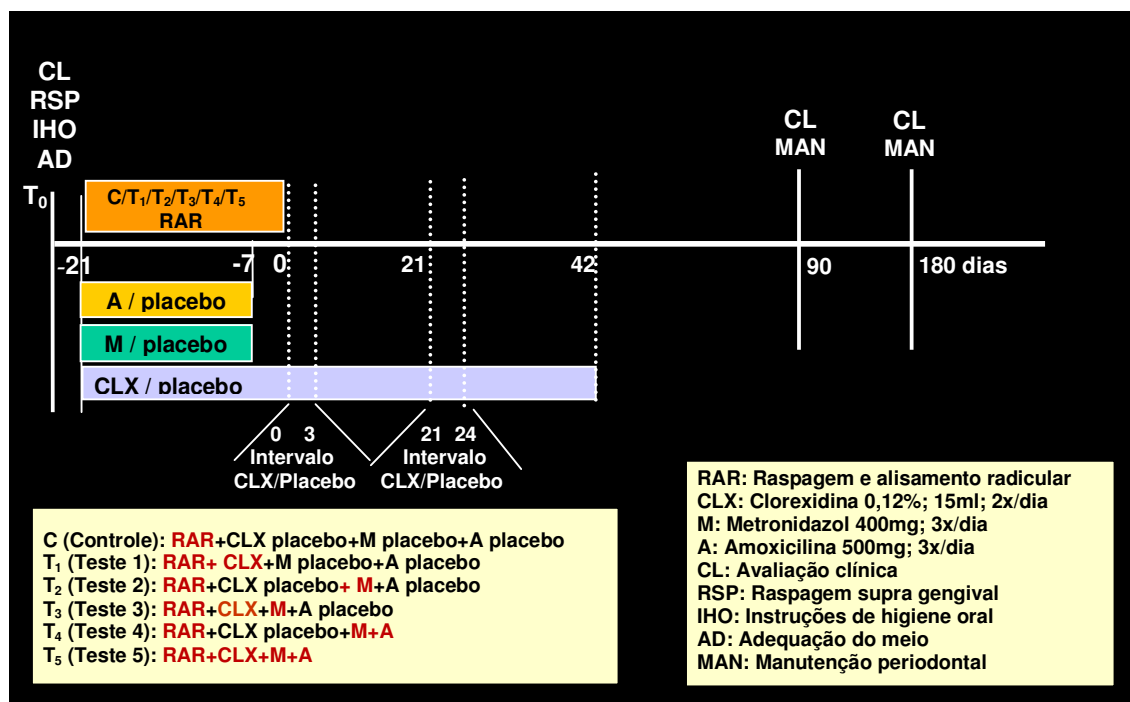 CL
RSP
IHO
AD
T₀
C/T₁/T₂/T₃/T₄/T₅
RAR
CL
MAN
CL
MAN
-21
-7
0
21
42
90
180 dias
A / placebo
M / placebo
CLX / placebo
0 3
Intervalo
CLX/Placebo
21 24
Intervalo
CLX/Placebo
C (Controle): RAR+CLX placebo+M placebo+A placebo
T₁ (Teste 1): RAR+ CLX+M placebo+A placebo
T₂ (Teste 2): RAR+CLX placebo+ M+A placebo
T₃ (Teste 3): RAR+CLX+M+A placebo
T₄ (Teste 4): RAR+CLX placebo+M+A
T₅ (Teste 5): RAR+CLX+M+A
RAR: Raspagem e alisamento radicular
CLX: Clorexidina 0,12%; 15ml; 2x/dia
M: Metronidazol 400mg; 3x/dia
A: Amoxicilina 500mg; 3x/dia
CL: Avaliação clínica
RSP: Raspagem supra gengival
IHO: Instruções de higiene oral
AD: Adequação do meio
MAN: Manutenção periodontal